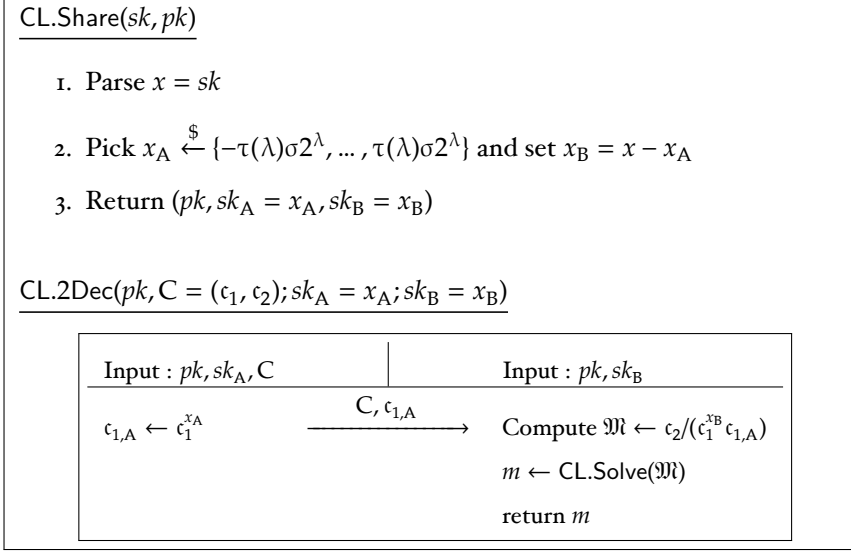 CL.Share(sk, pk)
1. Parse x = sk
2. Pick x_A ←$ {−τ(λ)σ2^λ, … , τ(λ)σ2^λ} and set x_B = x − x_A
3. Return (pk, sk_A = x_A, sk_B = x_B)
CL.2Dec(pk, C = (𝔠_1, 𝔠_2); sk_A = x_A; sk_B = x_B)
Input : pk, sk_A, C Input : pk, sk_B
𝔠_{1,A} ← 𝔠_1^{x_A} C, 𝔠_{1,A} Compute 𝔐 ← 𝔠_2/(𝔠_1^{x_B} 𝔠_{1,A})
m ← CL.Solve(𝔐)
return m